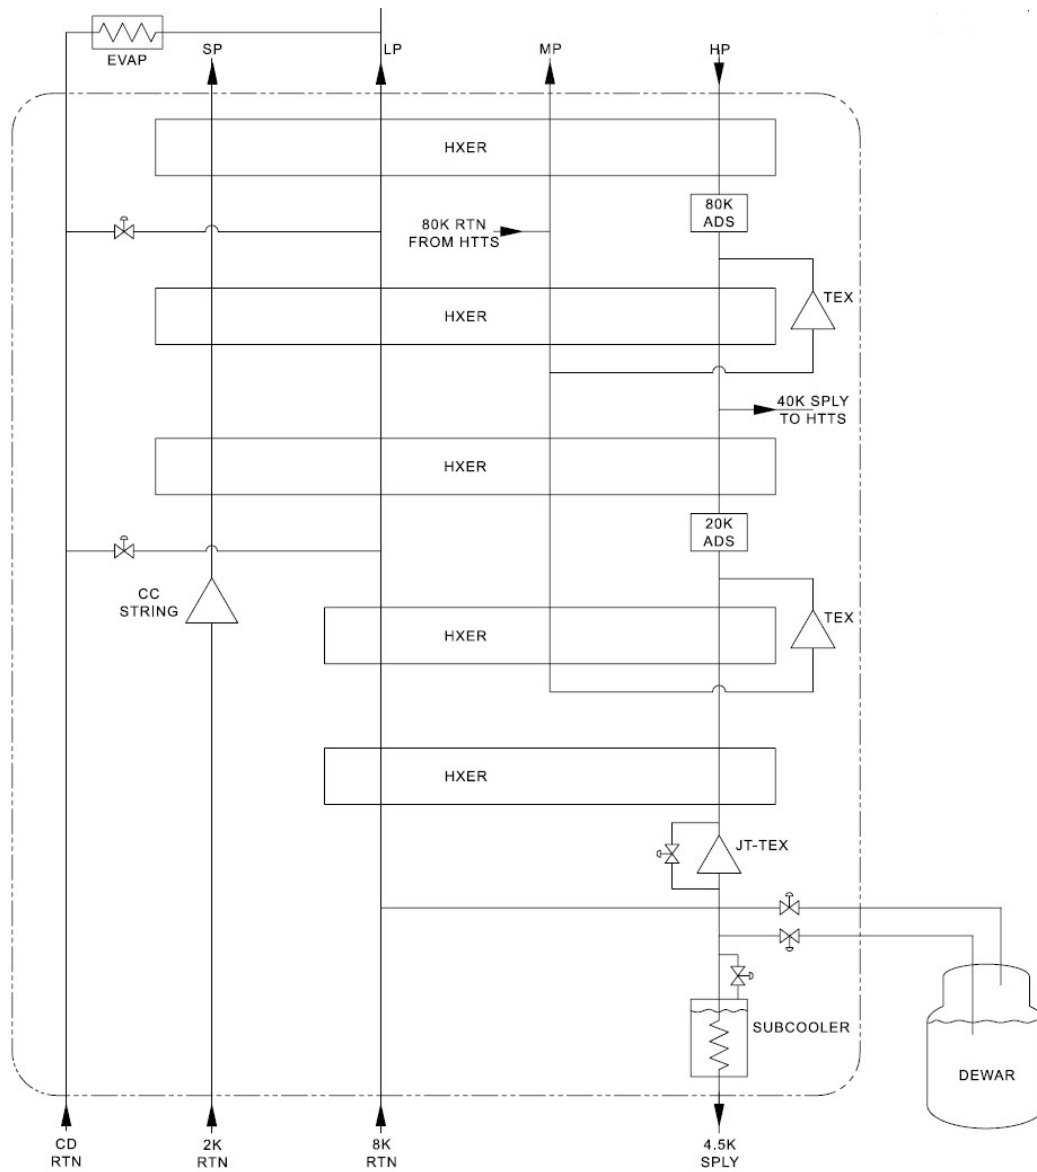 EVAP
SP
LP
MP
HP
HXER
80K
ADS
80K RTN
FROM HTTS
HXER
TEX
40K SPLY
TO HTTS
HXER
20K
ADS
CC
STRING
HXER
TEX
HXER
JT-TEX
SUBCOOLER
DEWAR
CD
RTN
2K
RTN
8K
RTN
4.5K
SPLY